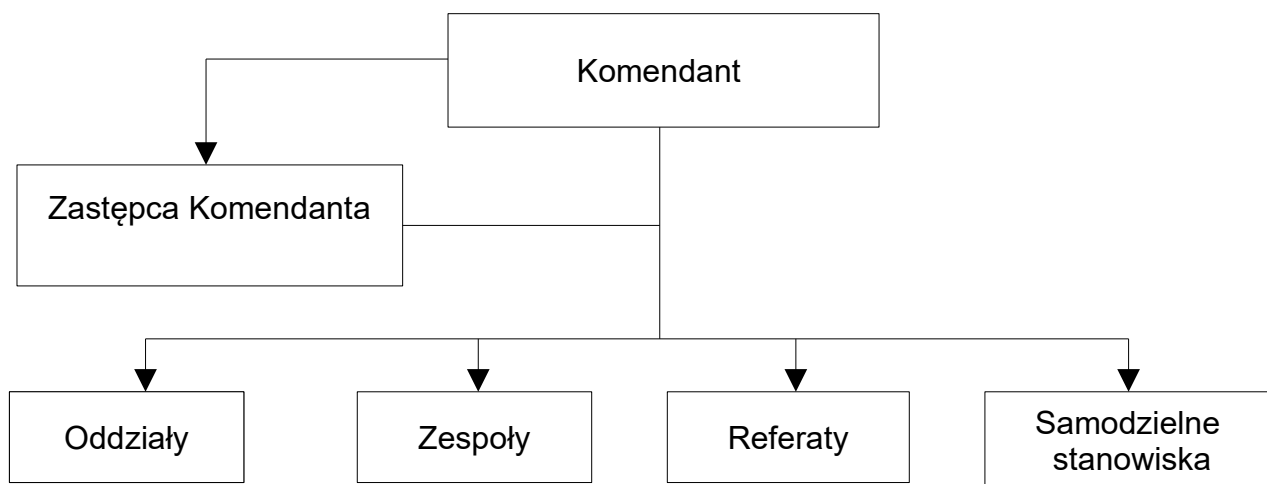 Komendant
Zastępca Komendanta
Oddziały
Zespoły
Referaty
Samodzielne
stanowiska